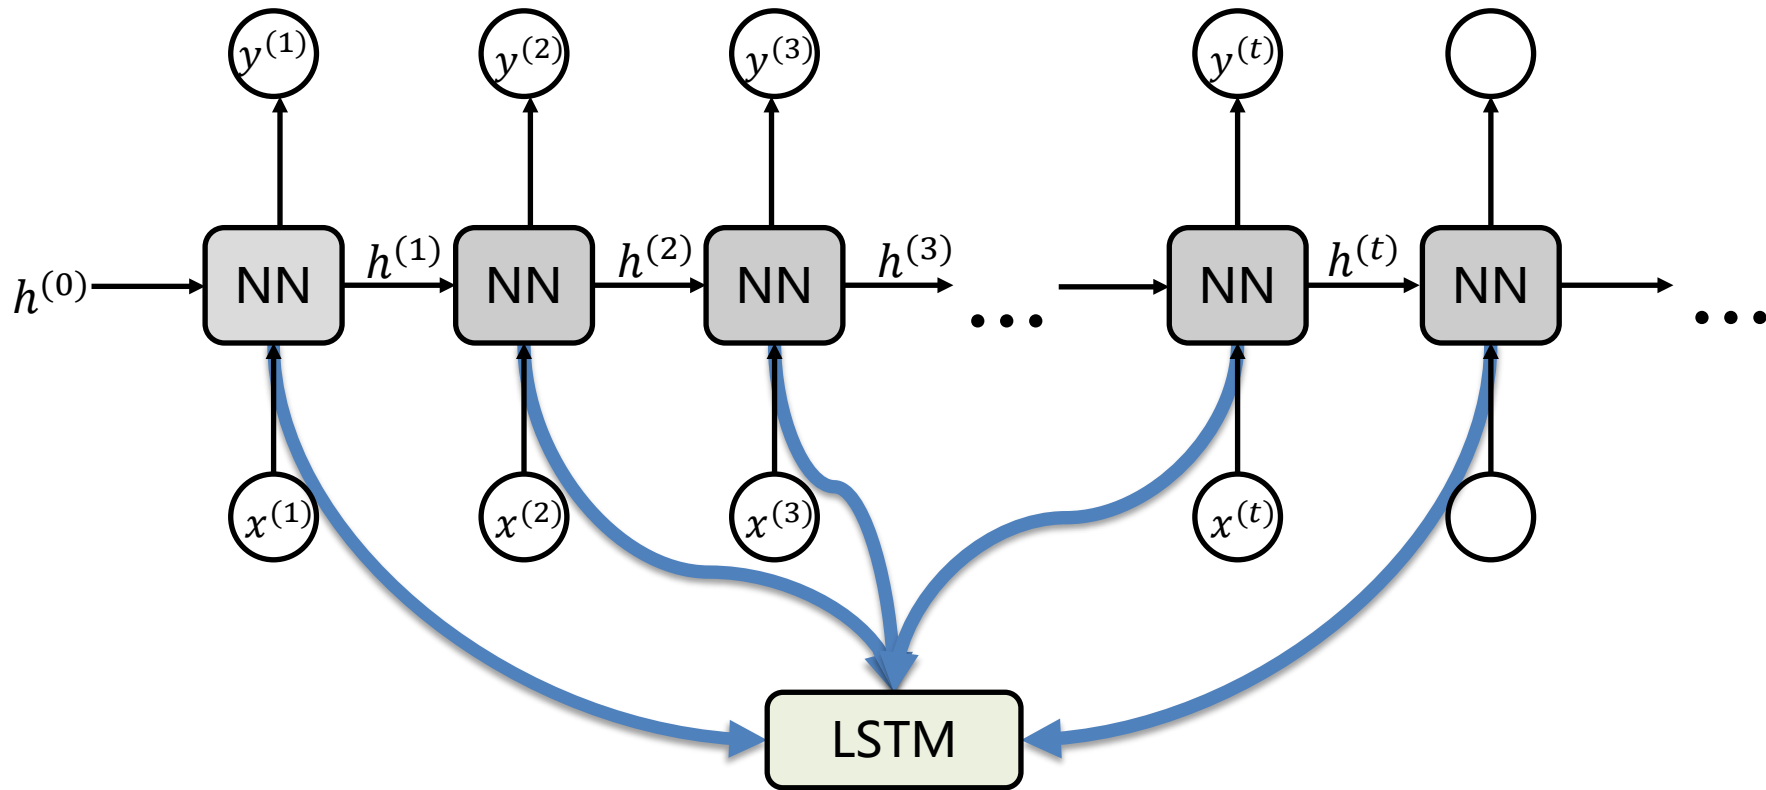 y^(1) y^(2) y^(3) y^(t)
h^(0) NN h^(1) NN h^(2) NN h^(3) ... NN h^(t) NN ...
x^(1) x^(2) x^(3) x^(t)
LSTM